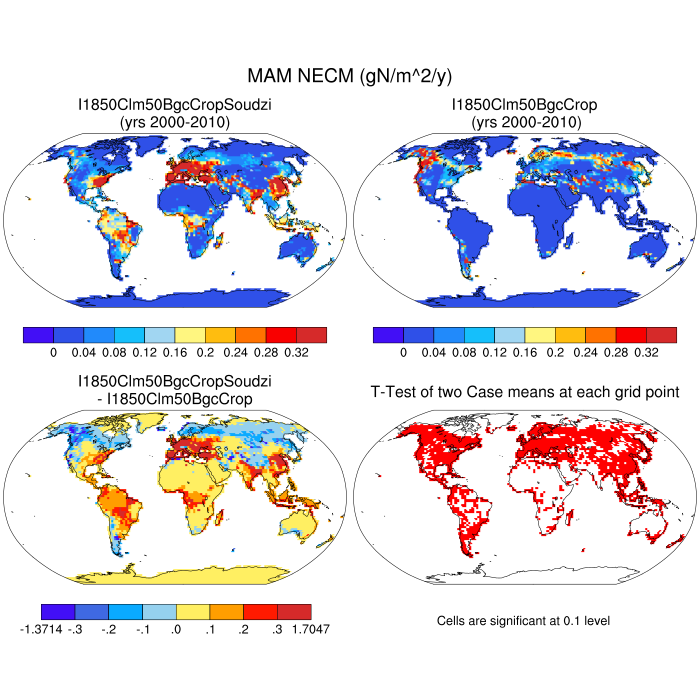 MAM NECM (gN/m^2/y)
I1850Clm50BgcCropSoudzi
(yrs 2000-2010)
I1850Clm50BgcCrop
(yrs 2000-2010)
0 0.04 0.08 0.12 0.16 0.2 0.24 0.28 0.32
0 0.04 0.08 0.12 0.16 0.2 0.24 0.28 0.32
I1850Clm50BgcCropSoudzi
- I1850Clm50BgcCrop
T-Test of two Case means at each grid point
-1.3714 -.3 -.2 -.1 .0 .1 .2 .3 1.7047
Cells are significant at 0.1 level